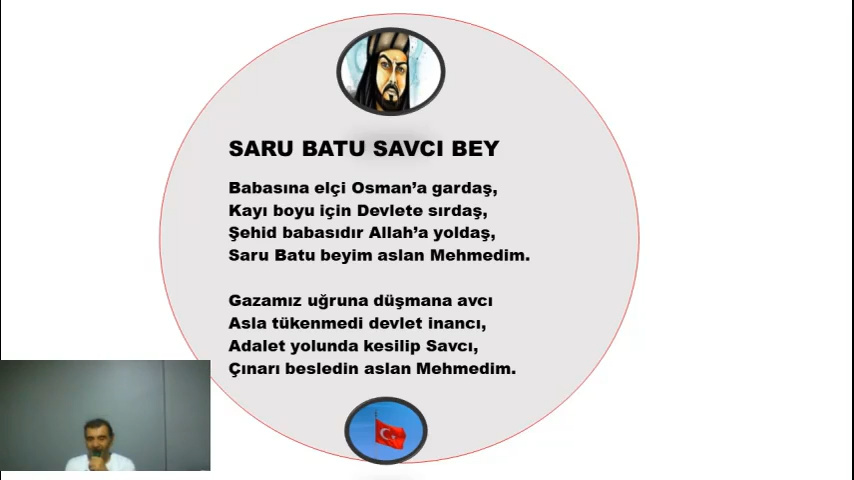 SARU BATU SAVCI BEY
Babasına elçi Osman’a gardaş,
Kayı boyu için Devlete sırdaş,
Şehid babasıdır Allah’a yoldaş,
Saru Batu beyim aslan Mehmedim.
Gazamız uğruna düşmana avcı
Asla tükenmedi devlet inancı,
Adalet yolunda kesilip Savcı,
Çınarı besledin aslan Mehmedim.